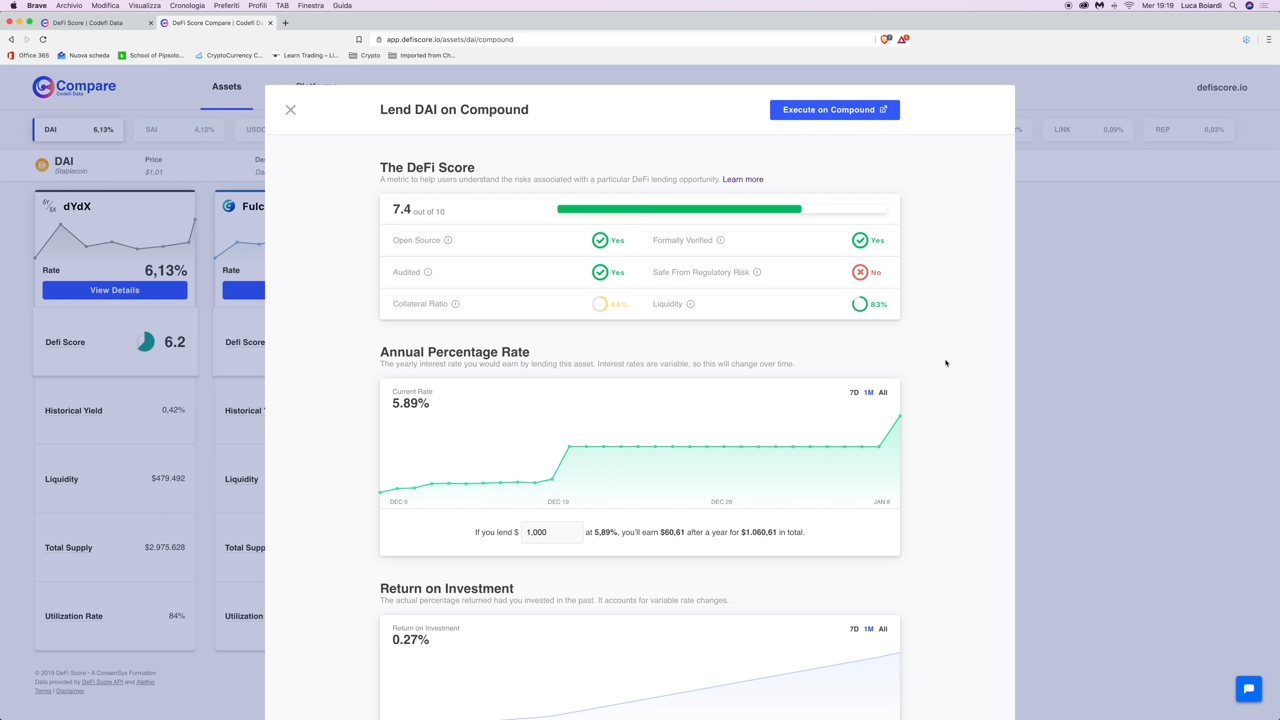 Brave Archivio Modifica Visualizza Cronologia Preferiti Profili TAB Finestra Guida
Mer 19:19 Luca Boiardi
DeFi Score | Codefi Data
DeFi Score Compare | Codefi Da
app.defiscore.io/assets/dai/compound
Office 365 Nuova scheda School of Pipsolo... CryptoCurrency C... Learn Trading – Li... Crypto Imported from Ch...
Compare
Codefi Data
Assets
defiscore.io
Lend DAI on Compound
Execute on Compound
DAI 6,13%
SAI 4,12%
USDC
LINK 0,09%
REP 0,03%
DAI
Stablecoin
Price
$1.01
The DeFi Score
A metric to help users understand the risks associated with a particular DeFi lending opportunity. Learn more
7.4 out of 10
Open Source Yes
Formally Verified Yes
Audited Yes
Safe From Regulatory Risk No
Collateral Ratio 44%
Liquidity 83%
dYdX
Rate 6,13%
View Details
Defi Score 6.2
Historical Yield 0,42%
Liquidity $479.492
Total Supply $2.975.628
Utilization Rate 84%
Fulc
Rate
Defi Score
Historical Yield
Liquidity
Total Supp
Utilization Rate
Annual Percentage Rate
The yearly interest rate you would earn by lending this asset. Interest rates are variable, so this will change over time.
Current Rate
5.89%
7D 1M All
DEC 9 DEC 19 DEC 29 JAN 8
If you lend $ 1,000 at 5,89%, you'll earn $60,61 after a year for $1.060,61 in total.
Return on Investment
The actual percentage returned had you invested in the past. It accounts for variable rate changes.
Return on Investment
0.27%
7D 1M All
© 2019 DeFi Score • A ConsenSys Formation
Data provided by DeFi Score API and Alethio
Terms | Disclaimer